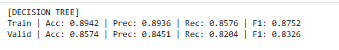 [DECISION TREE]
Train | Acc: 0.8942 | Prec: 0.8936 | Rec: 0.8576 | F1: 0.8752
Valid | Acc: 0.8574 | Prec: 0.8451 | Rec: 0.8204 | F1: 0.8326